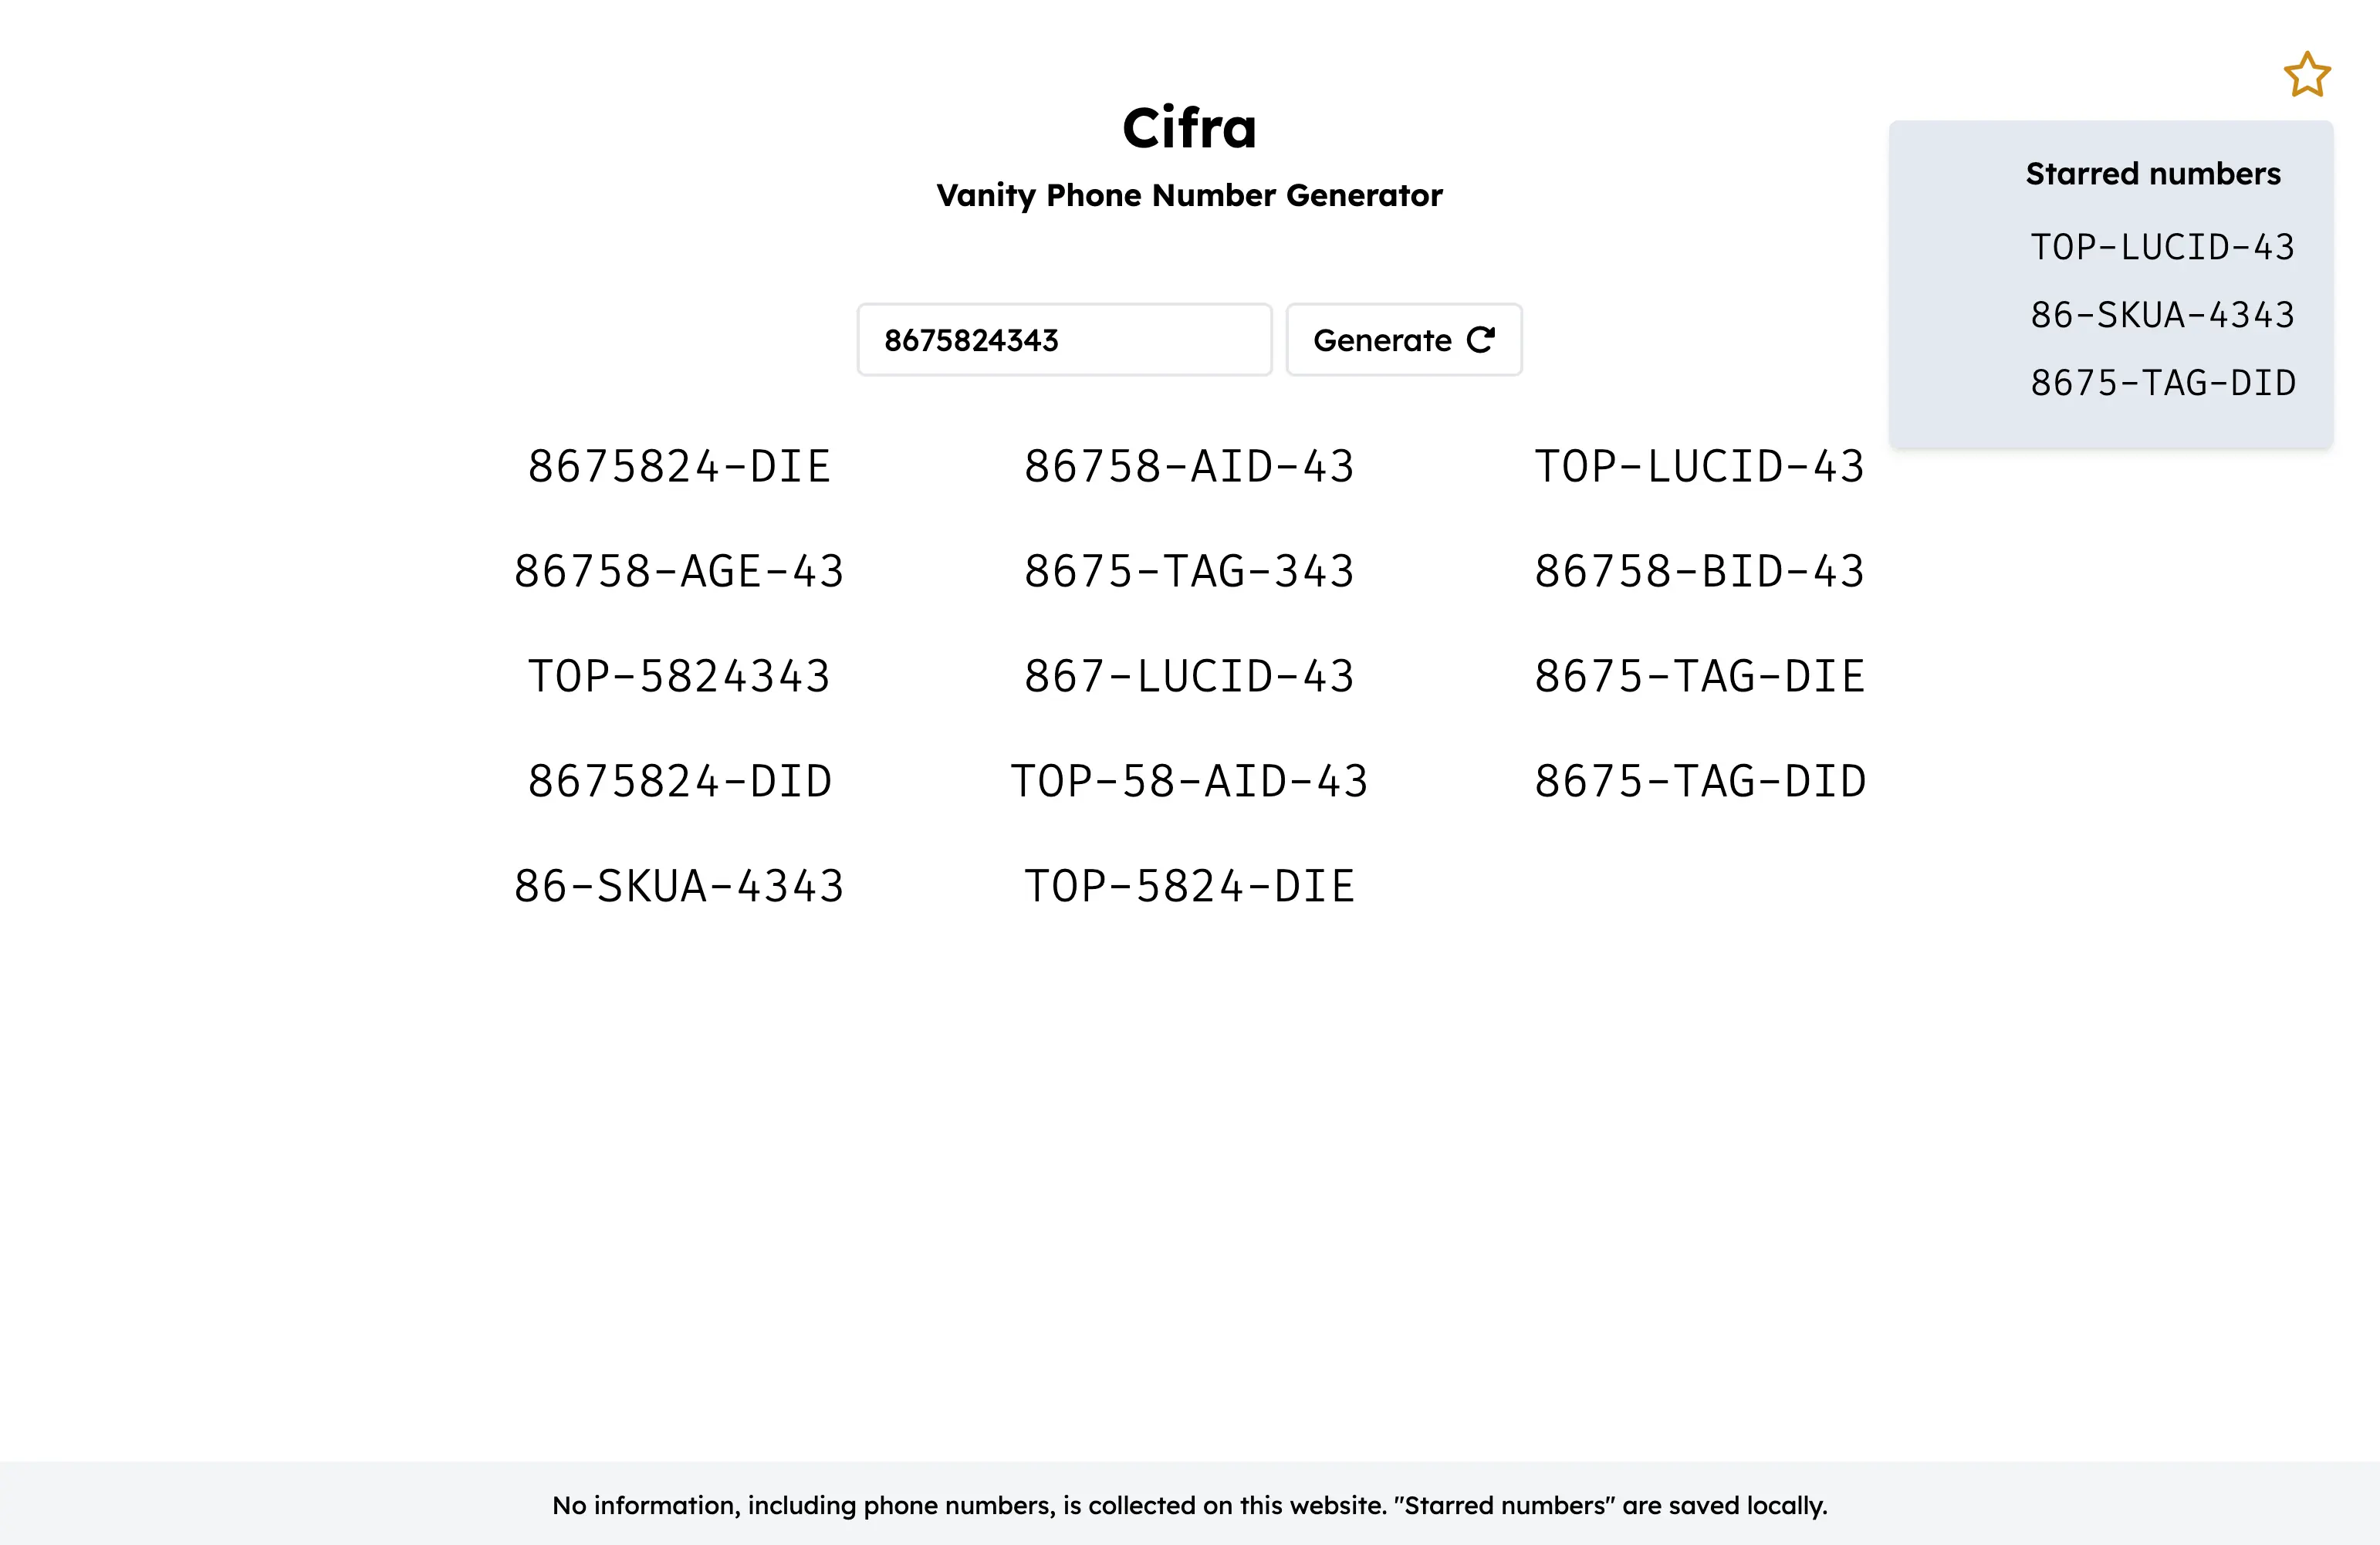 Cifra
Vanity Phone Number Generator
Starred numbers
TOP-LUCID-43
86-SKUA-4343
8675-TAG-DID
8675824343
Generate
8675824-DIE
86758-AID-43
TOP-LUCID-43
86758-AGE-43
8675-TAG-343
86758-BID-43
TOP-5824343
867-LUCID-43
8675-TAG-DIE
8675824-DID
TOP-58-AID-43
8675-TAG-DID
86-SKUA-4343
TOP-5824-DIE
No information, including phone numbers, is collected on this website. "Starred numbers" are saved locally.